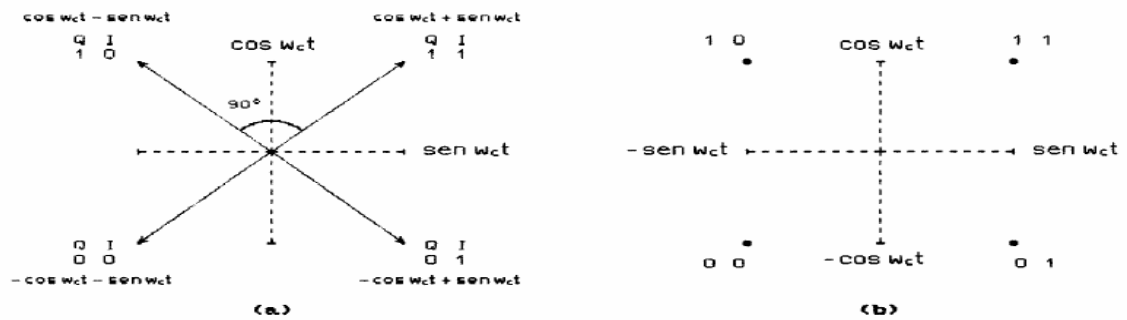 cos wct - sen wct
Q I
1 0
cos wct
cos wct + sen wct
Q I
1 1
90°
sen wct
Q I
0 0
-cos wct - sen wct
Q I
0 1
-cos wct + sen wct
(a)
1 0
cos wct
1 1
-sen wct
sen wct
0 0
-cos wct
0 1
(b)